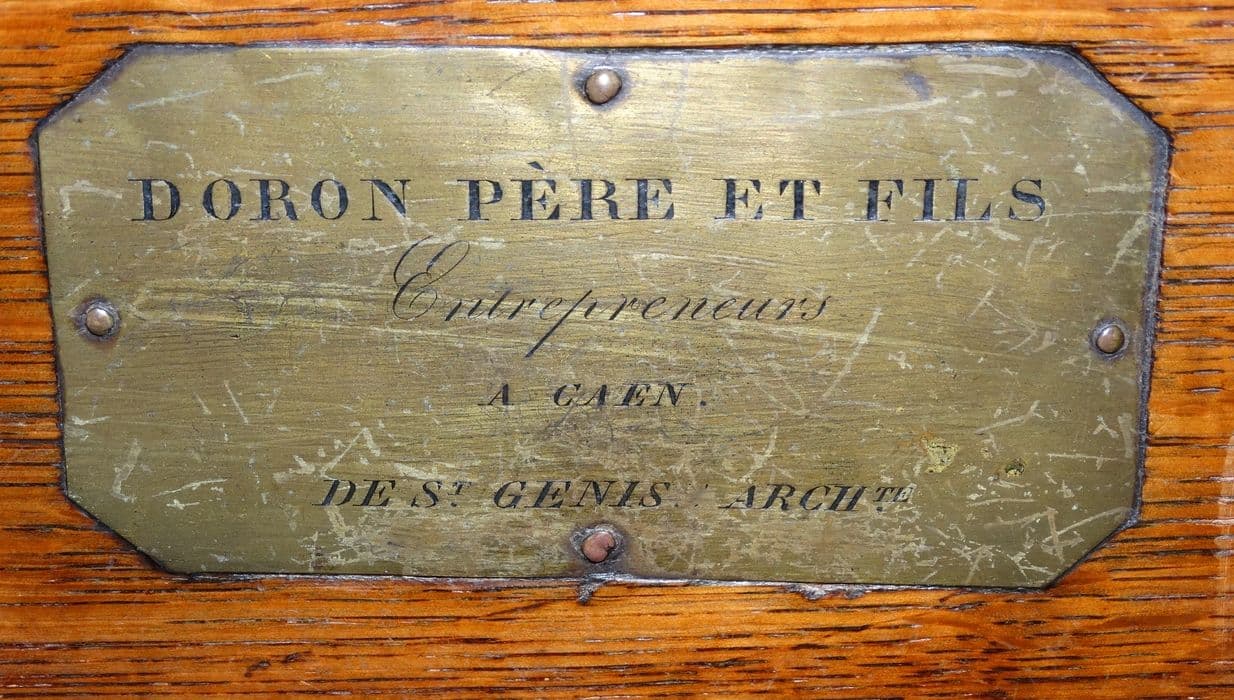 DORON PÈRE ET FILS
Entrepreneurs
A CAEN.
DE Sᵀ GENIS. ARCHᵀᴱ